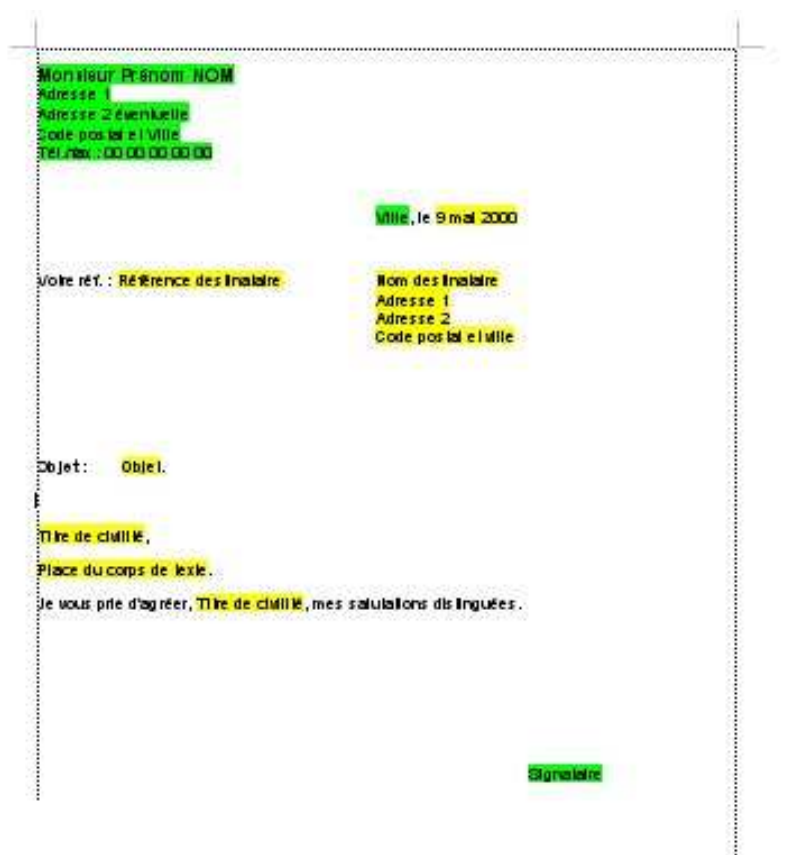 Monsieur Prénom NOM
Adresse 1
Adresse 2 éventuelle
Code postal et Ville
Tél./fax : 00 00 00 00 00
Ville, le 9 mai 2000
Votre réf. : Référence destinataire
Nom destinataire
Adresse 1
Adresse 2
Code postal et ville
Objet : Objet.
Titre de civilité,
Place du corps de texte.
Je vous prie d'agréer, Titre de civilité, mes salutations distinguées.
Signataire